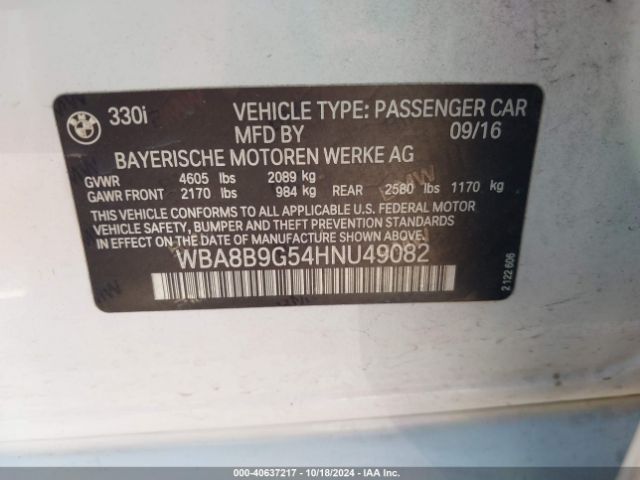 330i VEHICLE TYPE: PASSENGER CAR
MFD BY 09/16
BAYERISCHE MOTOREN WERKE AG
GVWR 4605 lbs 2089 kg
GAWR FRONT 2170 lbs 984 kg REAR 2580 lbs 1170 kg
THIS VEHICLE CONFORMS TO ALL APPLICABLE U.S. FEDERAL MOTOR
VEHICLE SAFETY, BUMPER AND THEFT PREVENTION STANDARDS
IN EFFECT ON THE DATE OF MANUFACTURE SHOWN ABOVE.
WBA8B9G54HNU49082
2 122 606
000-40637217 | 10/18/2024 | IAAI.COM